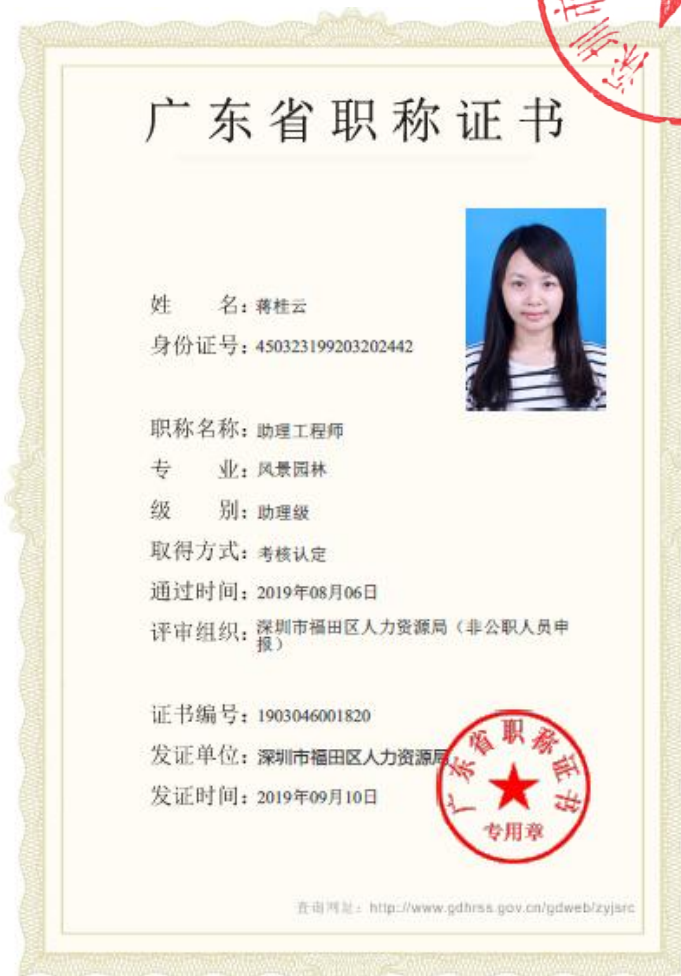 深圳市
广东省职称证书
姓 名：蒋桂云
身份证号：450323199203202442
职称名称：助理工程师
专 业：风景园林
级 别：助理级
取得方式：考核认定
通过时间：2019年08月06日
评审组织：深圳市福田区人力资源局（非公职人员申
报）
证书编号：1903046001820
发证单位：深圳市福田区人力资源局
发证时间：2019年09月10日
广东省职称证书
专用章
查询网址：http://www.gdhrss.gov.cn/gdweb/zyjsrc